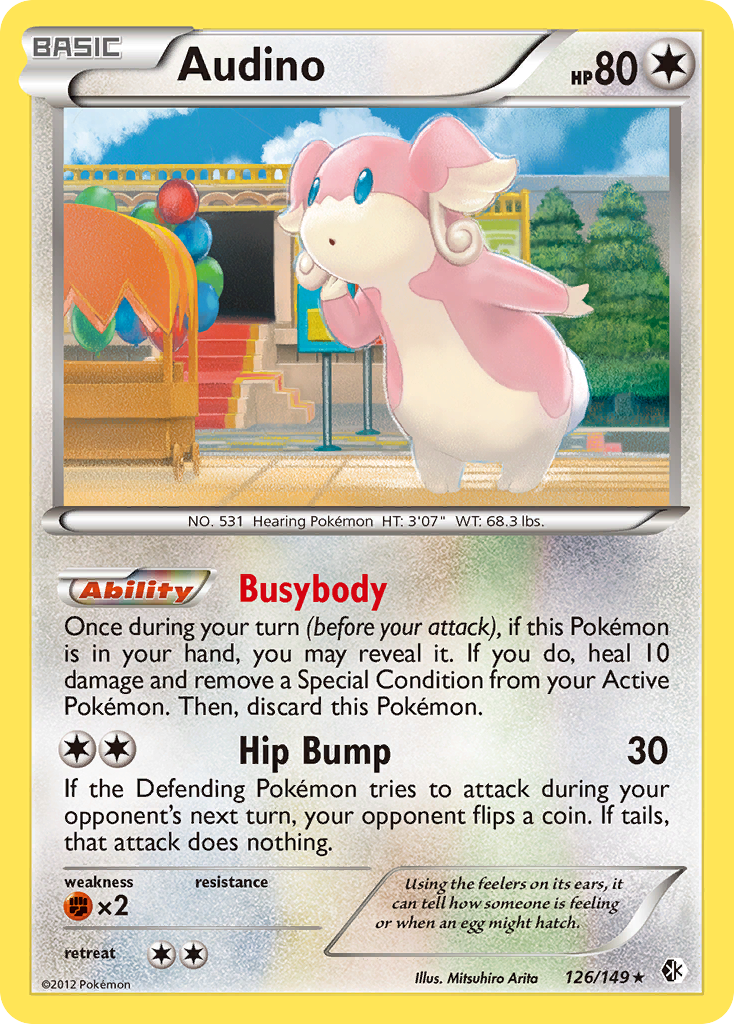 BASIC
Audino
HP80
NO. 531 Hearing Pokémon HT: 3'07" WT: 68.3 lbs.
Ability Busybody
Once during your turn (before your attack), if this Pokémon
is in your hand, you may reveal it. If you do, heal 10
damage and remove a Special Condition from your Active
Pokémon. Then, discard this Pokémon.
Hip Bump 30
If the Defending Pokémon tries to attack during your
opponent's next turn, your opponent flips a coin. If tails,
that attack does nothing.
weakness resistance
×2
Using the feelers on its ears, it
can tell how someone is feeling
or when an egg might hatch.
retreat
©2012 Pokémon
Illus. Mitsuhiro Arita
126/149★